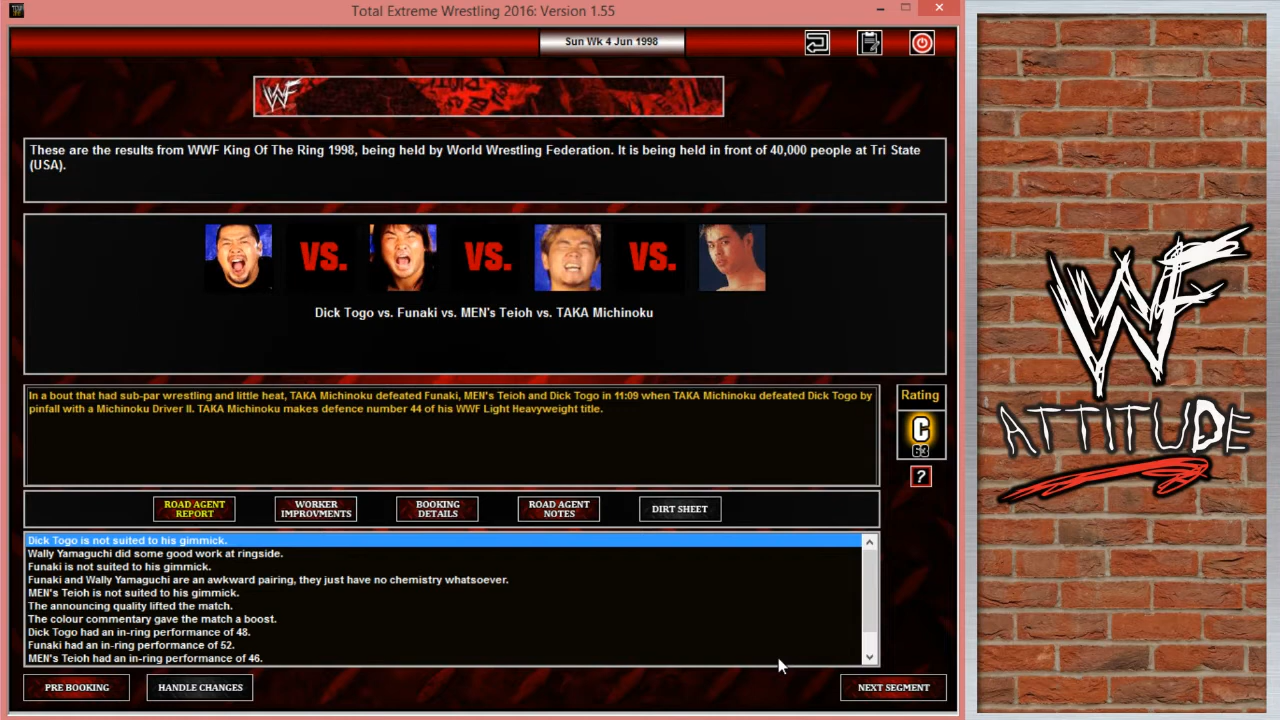 Total Extreme Wrestling 2016: Version 1.55
Sun Wk 4 Jun 1998
WF
These are the results from WWF King Of The Ring 1998, being held by World Wrestling Federation. It is being held in front of 40,000 people at Tri State
(USA).
VS. VS. VS.
Dick Togo vs. Funaki vs. MEN's Teioh vs. TAKA Michinoku
In a bout that had sub-par wrestling and little heat, TAKA Michinoku defeated Funaki, MEN's Teioh and Dick Togo in 11:09 when TAKA Michinoku defeated Dick Togo by
pinfall with a Michinoku Driver II. TAKA Michinoku makes defence number 44 of his WWF Light Heavyweight title.
Rating
C
63
?
ROAD AGENT
REPORT
WORKER
IMPROVMENTS
BOOKING
DETAILS
ROAD AGENT
NOTES
DIRT SHEET
Dick Togo is not suited to his gimmick.
Wally Yamaguchi did some good work at ringside.
Funaki is not suited to his gimmick.
Funaki and Wally Yamaguchi are an awkward pairing, they just have no chemistry whatsoever.
MEN's Teioh is not suited to his gimmick.
The announcing quality lifted the match.
The colour commentary gave the match a boost.
Dick Togo had an in-ring performance of 48.
Funaki had an in-ring performance of 52.
MEN's Teioh had an in-ring performance of 46.
PRE BOOKING
HANDLE CHANGES
NEXT SEGMENT
WF
ATTITUDE